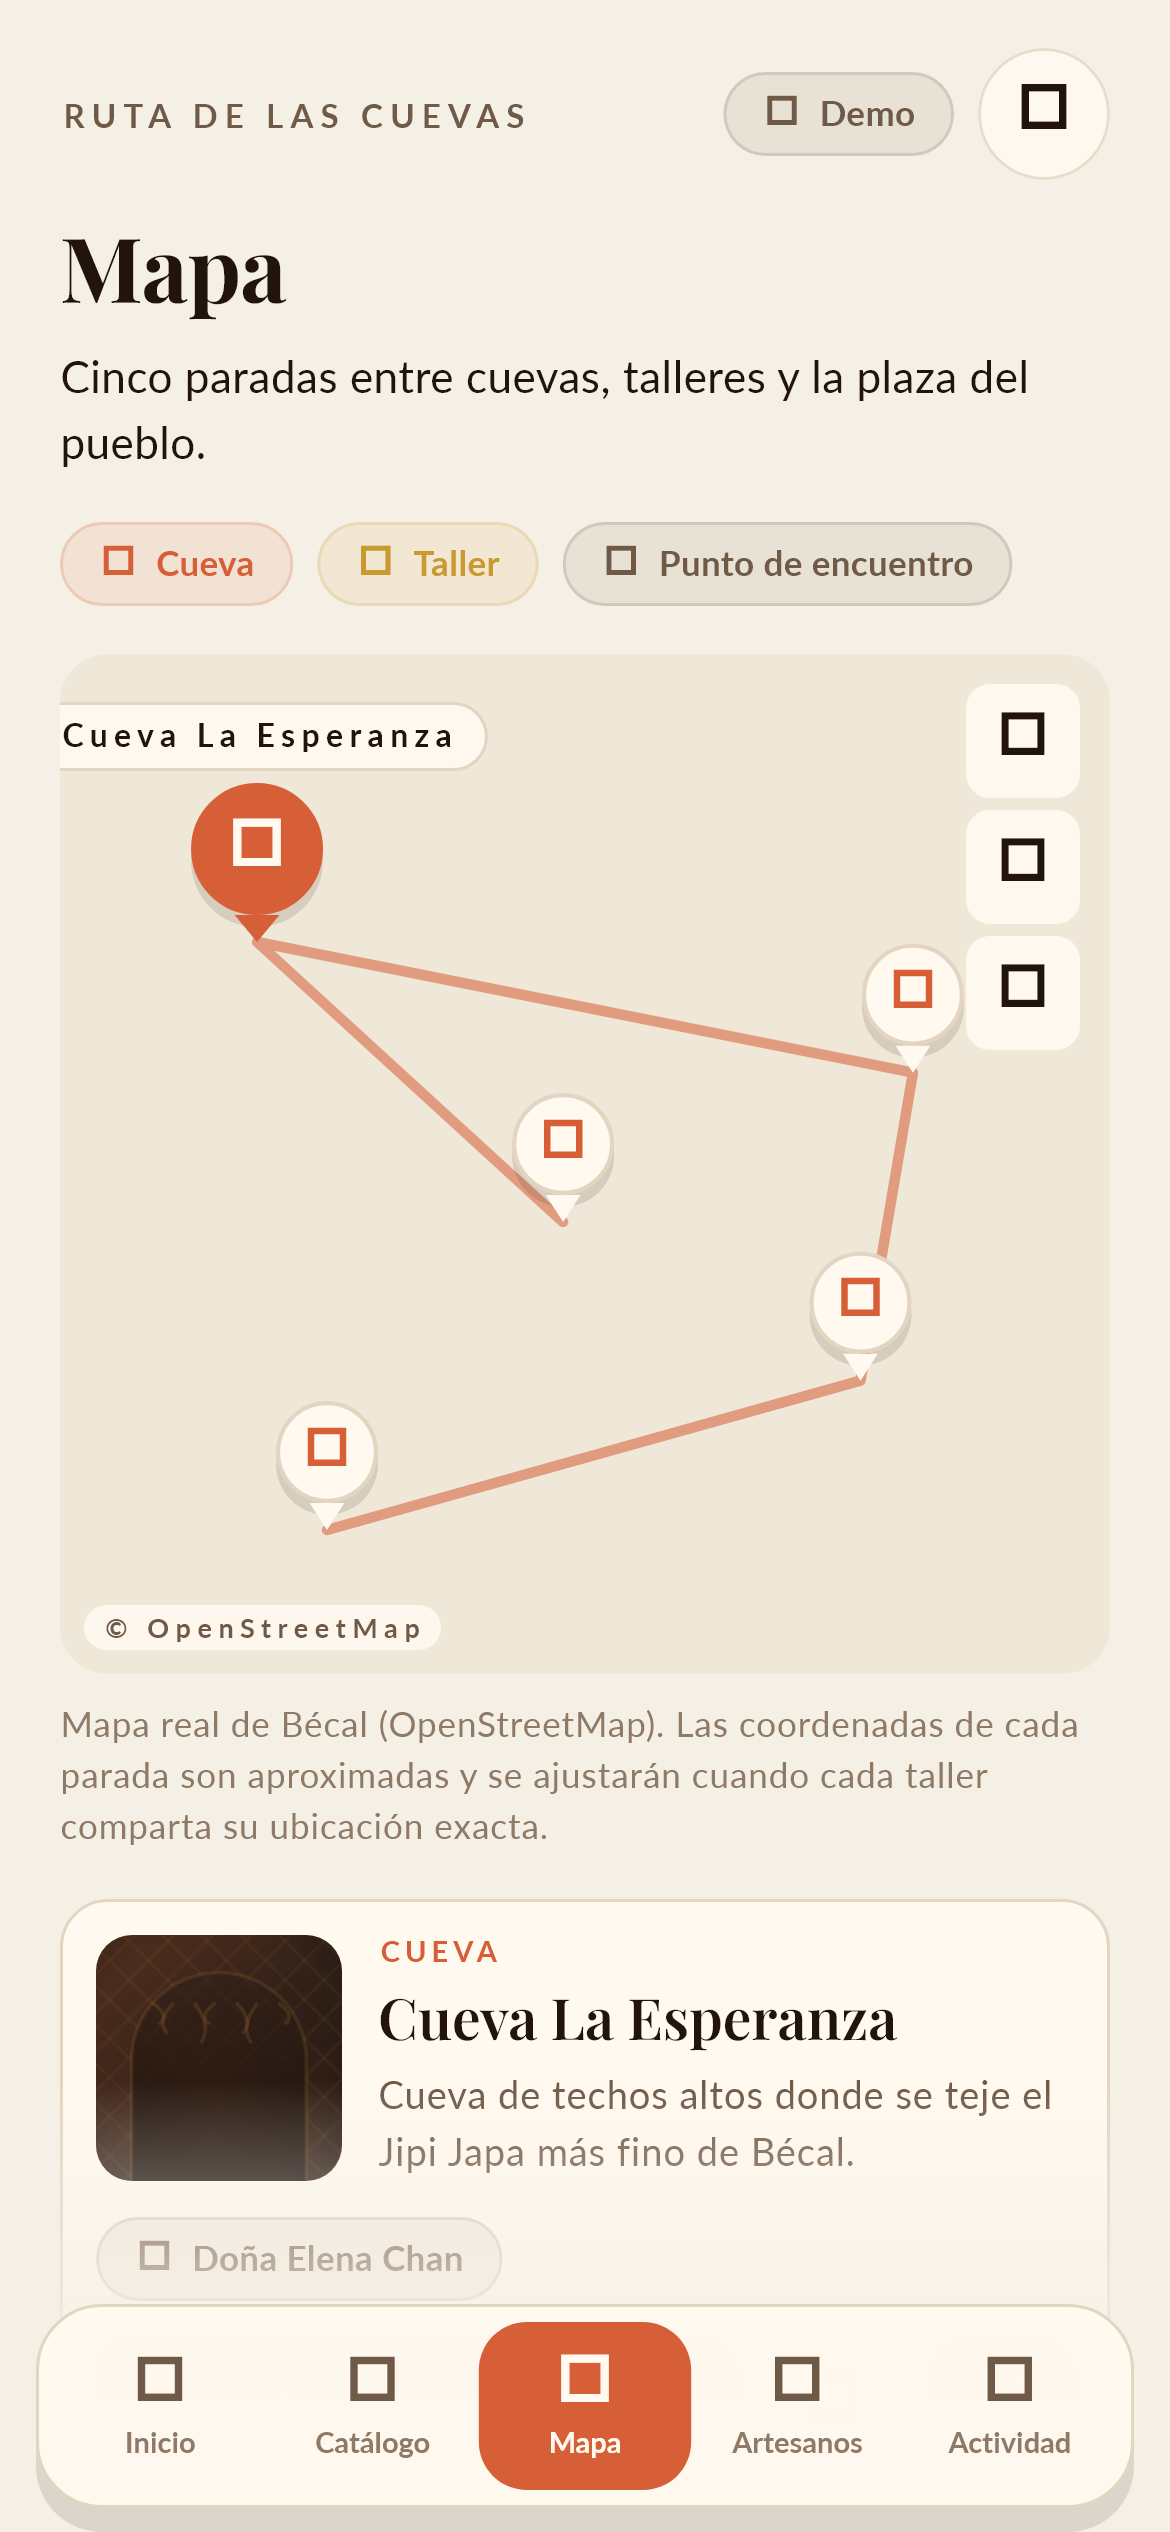 RUTA DE LAS CUEVAS
Demo
Mapa
Cinco paradas entre cuevas, talleres y la plaza del
pueblo.
Cueva
Taller
Punto de encuentro
Cueva La Esperanza
© OpenStreetMap
Mapa real de Bécal (OpenStreetMap). Las coordenadas de cada
parada son aproximadas y se ajustarán cuando cada taller
comparta su ubicación exacta.
CUEVA
Cueva La Esperanza
Cueva de techos altos donde se teje el
Jipi Japa más fino de Bécal.
Doña Elena Chan
Inicio
Catálogo
Mapa
Artesanos
Actividad